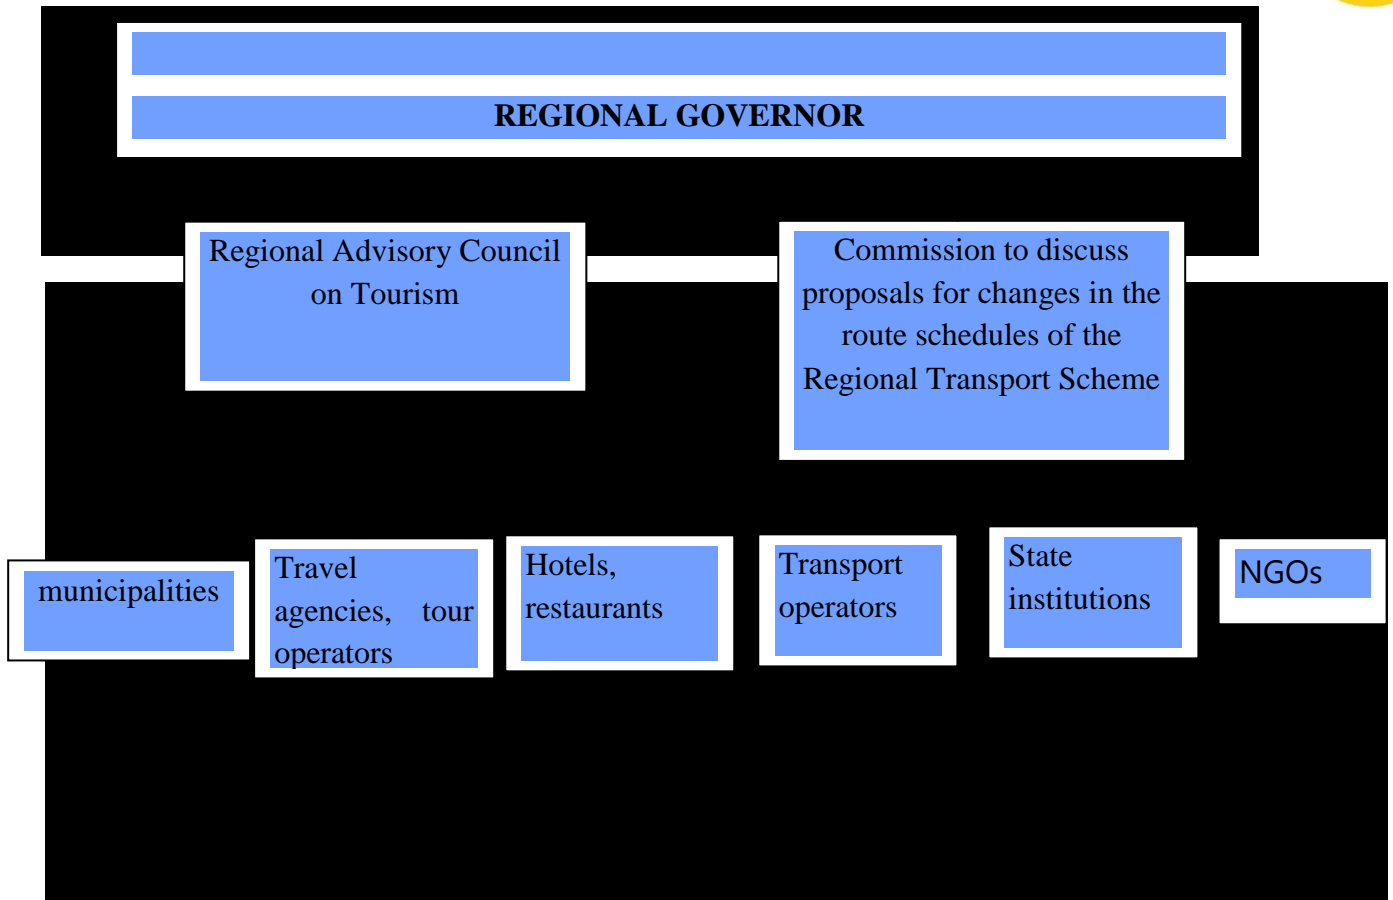 REGIONAL GOVERNOR
Regional Advisory Council
on Tourism
Commission to discuss
proposals for changes in the
route schedules of the
Regional Transport Scheme
municipalities
Travel
agencies, tour
operators
Hotels,
restaurants
Transport
operators
State
institutions
NGOs